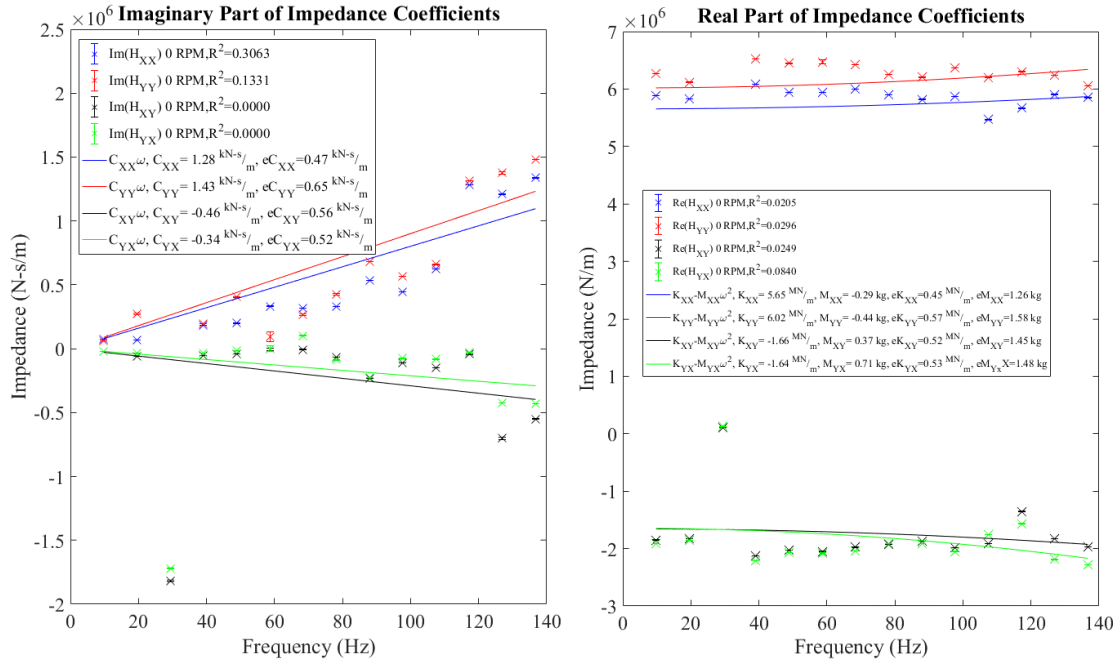 Imaginary Part of Impedance Coefficients
×10^6
2.5
2
1.5
1
0.5
0
-0.5
-1
-1.5
-2
0
20
40
60
80
100
120
140
Frequency (Hz)
Impedance (N-s/m)
Im(H_XX) 0 RPM,R^2=0.3063
Im(H_YY) 0 RPM,R^2=0.1331
Im(H_XY) 0 RPM,R^2=0.0000
Im(H_YX) 0 RPM,R^2=0.0000
C_XXω, C_XX= 1.28 kN-s/m, eC_XX=0.47 kN-s/m
C_YYω, C_YY= 1.43 kN-s/m, eC_YY=0.65 kN-s/m
C_XYω, C_XY= -0.46 kN-s/m, eC_XY=0.56 kN-s/m
C_YXω, C_YX= -0.34 kN-s/m, eC_YX=0.52 kN-s/m
Real Part of Impedance Coefficients
×10^6
7
6
5
4
3
2
1
0
-1
-2
-3
0
20
40
60
80
100
120
140
Frequency (Hz)
Impedance (N/m)
Re(H_XX) 0 RPM,R^2=0.0205
Re(H_YY) 0 RPM,R^2=0.0296
Re(H_XY) 0 RPM,R^2=0.0249
Re(H_YX) 0 RPM,R^2=0.0840
K_XX-M_XXω^2, K_XX= 5.65 MN/m, M_XX= -0.29 kg, eK_XX=0.45 MN/m, eM_XX=1.26 kg
K_YY-M_YYω^2, K_YY= 6.02 MN/m, M_YY= -0.44 kg, eK_YY=0.57 MN/m, eM_YY=1.58 kg
K_XY-M_XYω^2, K_XY= -1.66 MN/m, M_XY= 0.37 kg, eK_XY=0.52 MN/m, eM_XY=1.45 kg
K_YX-M_YXω^2, K_YX= -1.64 MN/m, M_YX= 0.71 kg, eK_YX=0.53 MN/m, eM_YxX=1.48 kg